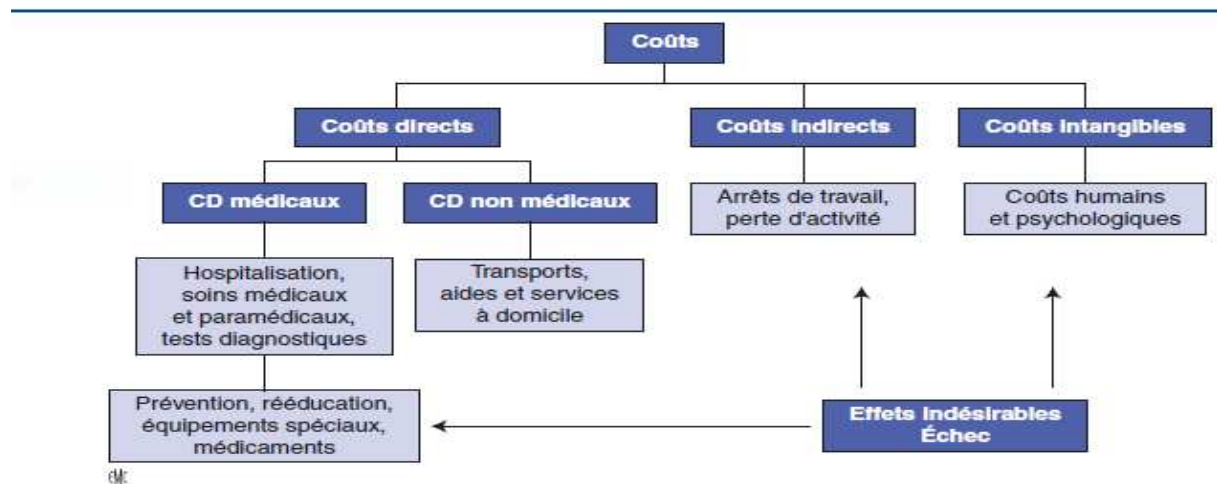 Coûts
Coûts directs
Coûts indirects
Coûts intangibles
CD médicaux
CD non médicaux
Arrêts de travail,
perte d'activité
Coûts humains
et psychologiques
Hospitalisation,
soins médicaux
et paramédicaux,
tests diagnostiques
Transports,
aides et services
à domicile
Prévention, rééducation,
équipements spéciaux,
médicaments
Effets indésirables
Échec